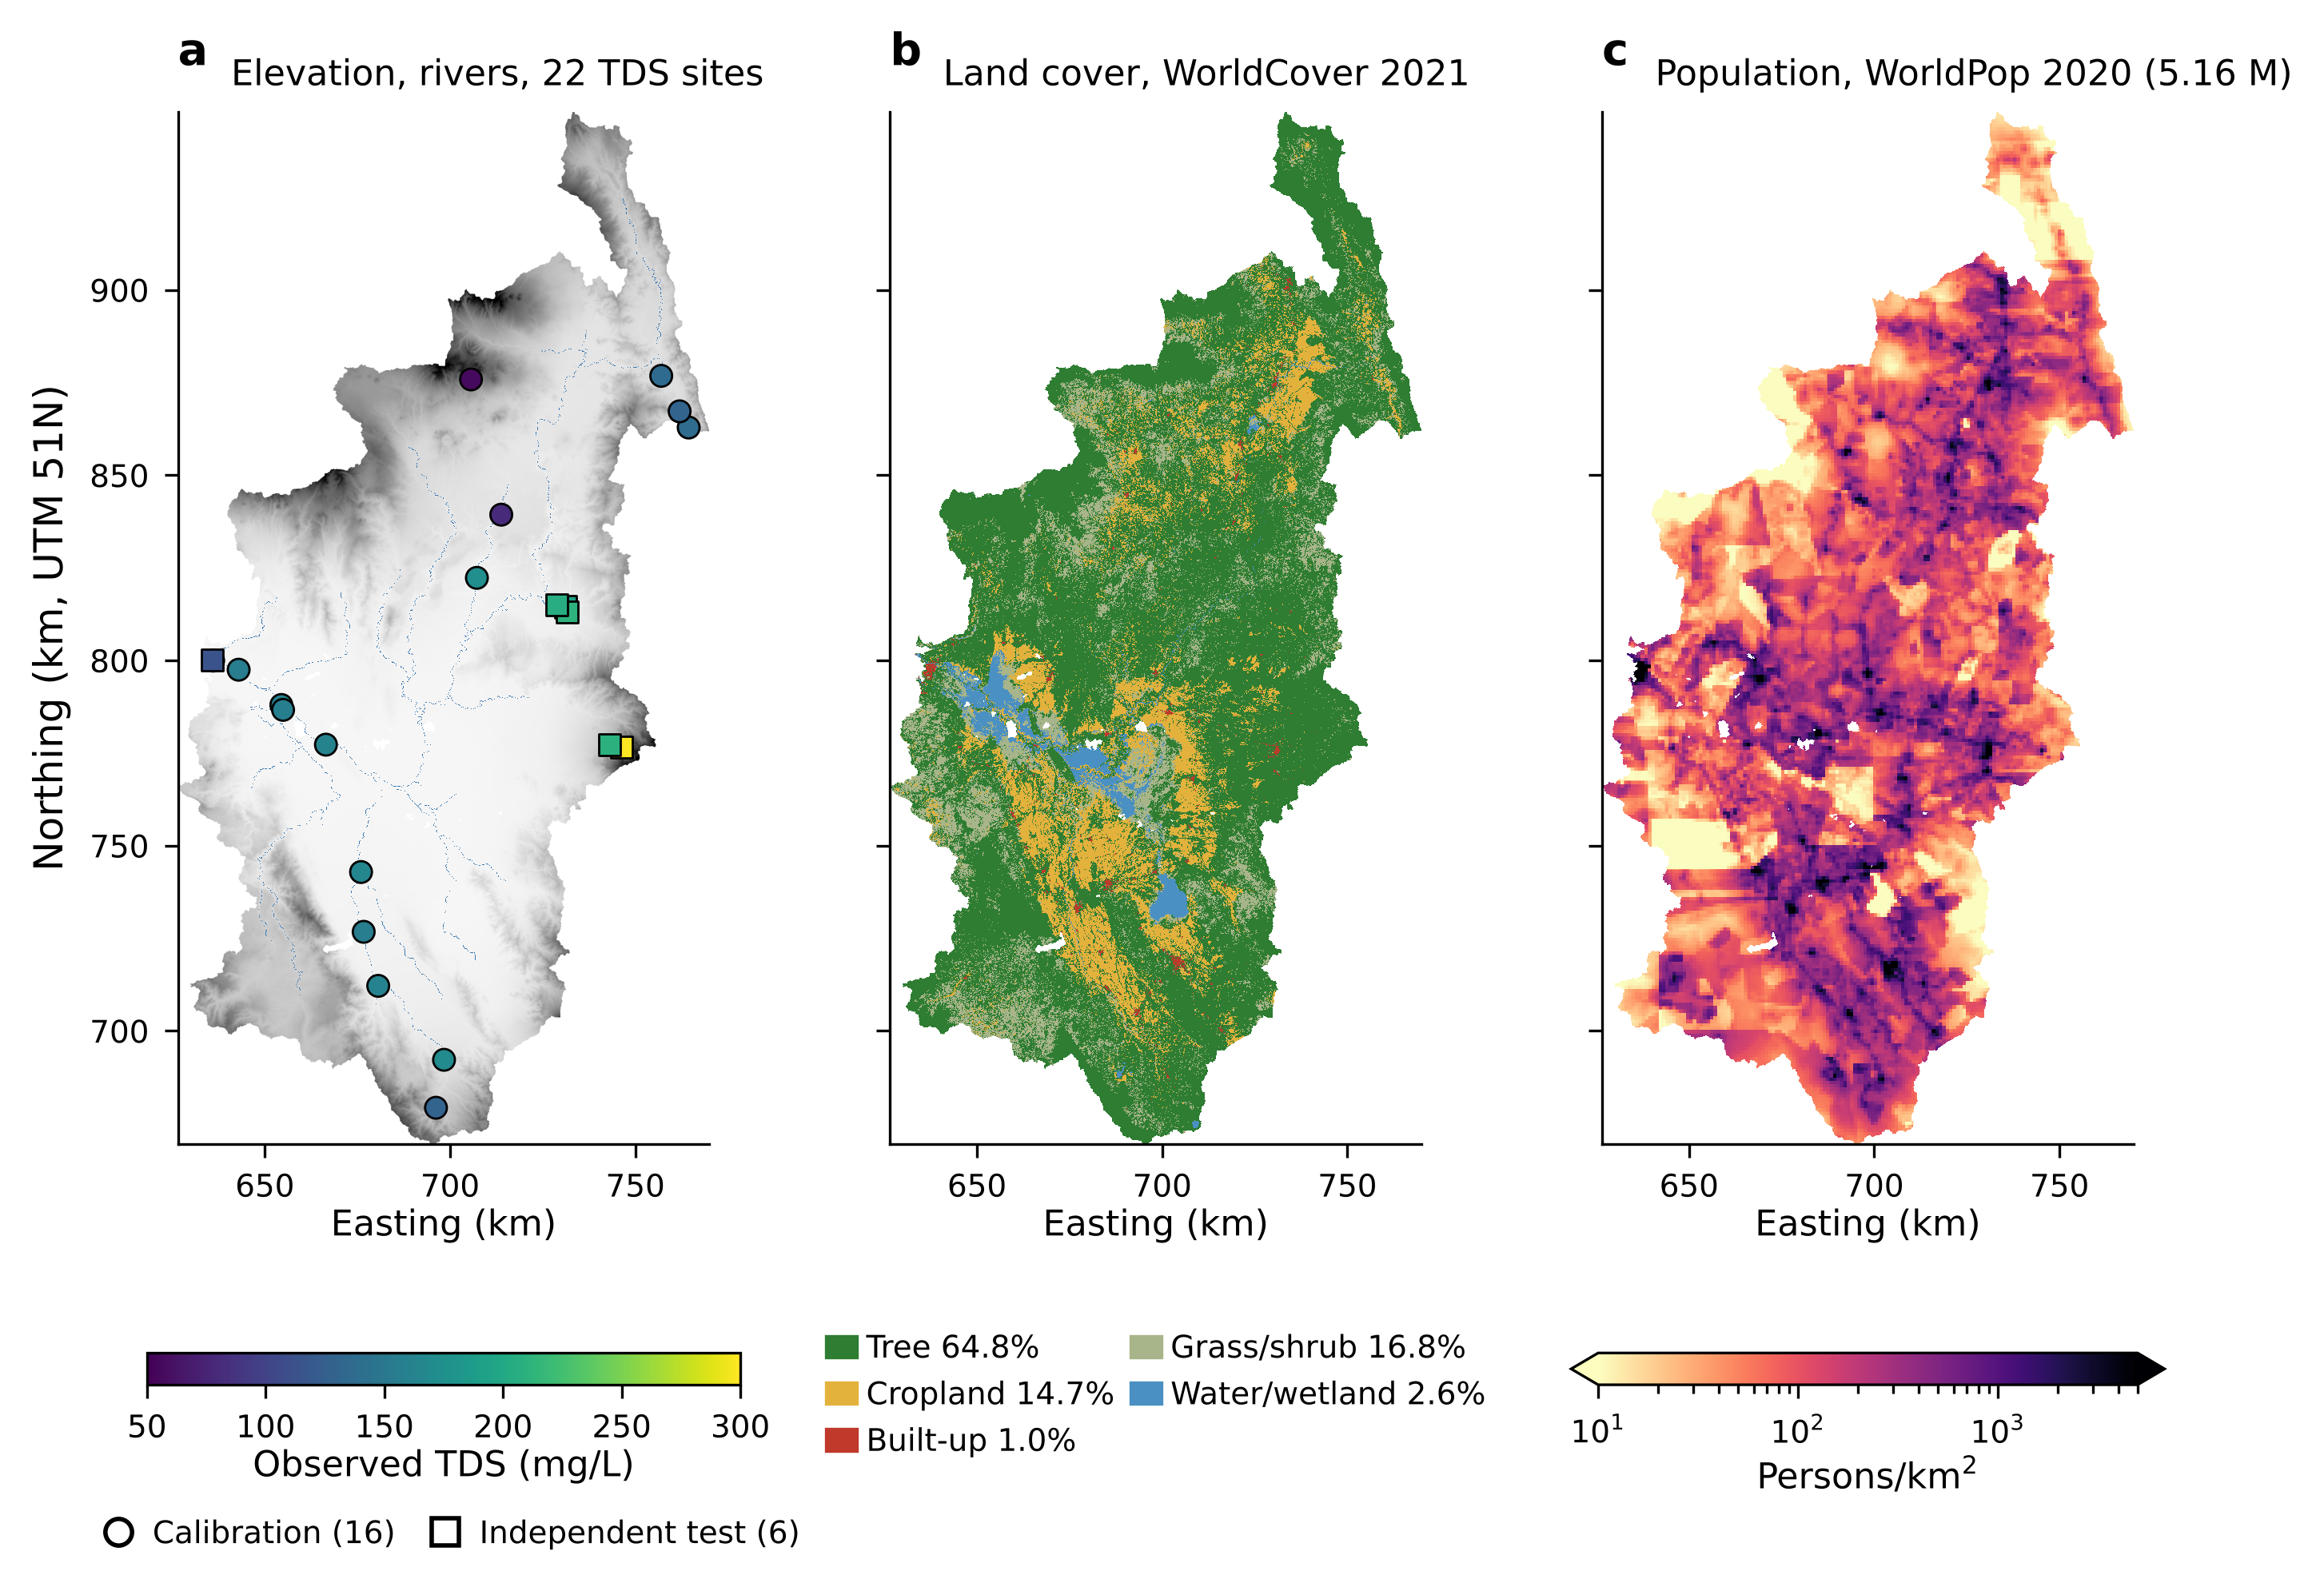 a
Elevation, rivers, 22 TDS sites
b
Land cover, WorldCover 2021
c
Population, WorldPop 2020 (5.16 M)
Northing (km, UTM 51N)
900
850
800
750
700
650 700 750
Easting (km)
650 700 750
Easting (km)
650 700 750
Easting (km)
50 100 150 200 250 300
Observed TDS (mg/L)
Calibration (16) Independent test (6)
Tree 64.8% Grass/shrub 16.8%
Cropland 14.7% Water/wetland 2.6%
Built-up 1.0%
10¹ 10² 10³
Persons/km²